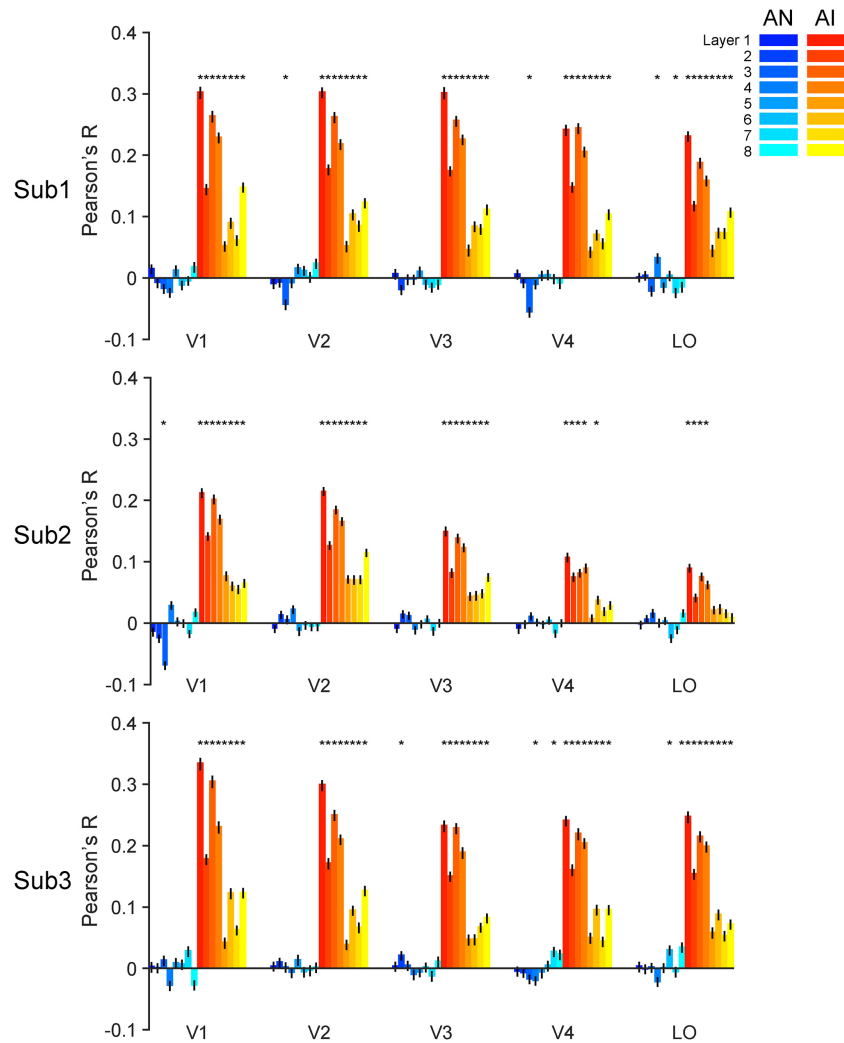 AN AI
Layer 1
2
3
4
5
6
7
8
Sub1
Pearson's R
0.4
0.3
0.2
0.1
0
-0.1
******** * ******** ******** * ******** * * ********
V1 V2 V3 V4 LO
Sub2
Pearson's R
0.4
0.3
0.2
0.1
0
-0.1
* ******** ******** ******** **** * ****
V1 V2 V3 V4 LO
Sub3
Pearson's R
0.4
0.3
0.2
0.1
0
-0.1
******** ******** * ******** * * ******** * *********
V1 V2 V3 V4 LO